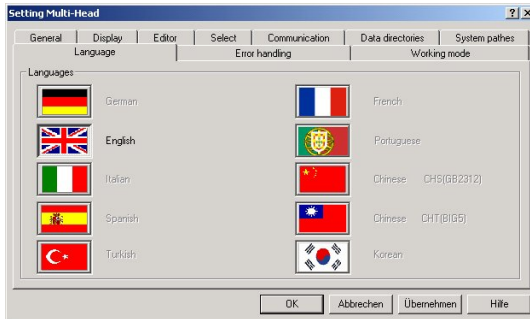 Setting Multi-Head
General Display Editor Select Communication Data directories System pathes
Language Error handling Working mode
Languages
German French
English Portuguese
Italian Chinese CHS(GB2312)
Spanish Chinese CHT(BIG5)
Turkish Korean
OK Abbrechen Übernehmen Hilfe